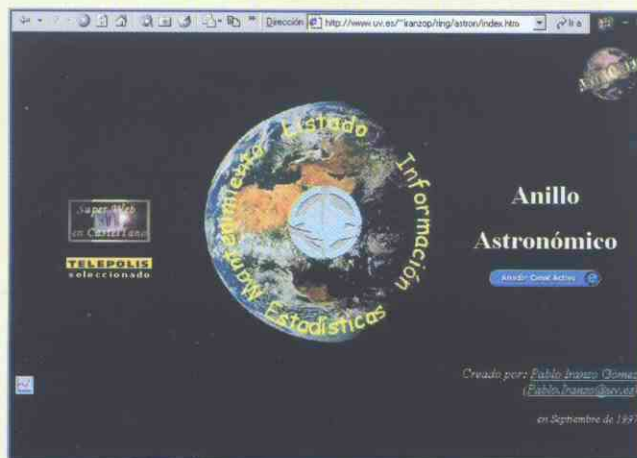 Dirección http://www.uv.es/~iranzop/ring/astron/index.htm Ir a
Listado
Información
Estadísticas
Mantenimiento
Super Web
en Castellano
TELEPOLIS
seleccionado
Anillo
Astronómico
Añadir Canal Activo
Creado por: Pablo Iranzo Gómez
(Pablo.Iranzo@uv.es)
en Septiembre de 1997